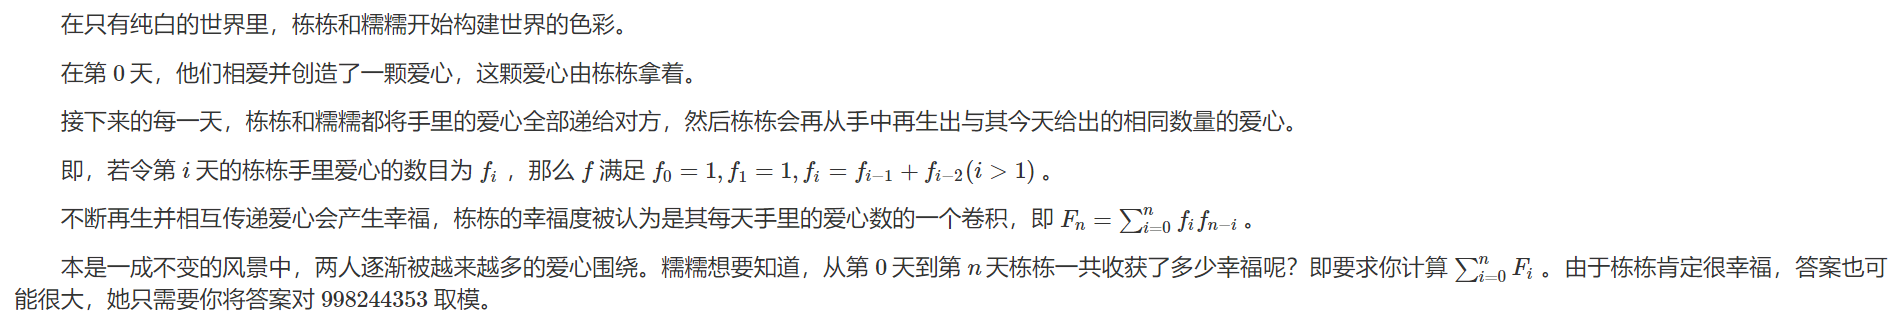 在只有纯白的世界里，栋栋和糯糯开始构建世界的色彩。
在第 0 天，他们相爱并创造了一颗爱心，这颗爱心由栋栋拿着。
接下来的每一天，栋栋和糯糯都将手里的爱心全部递给对方，然后栋栋会再从手中再生出与其今天给出的相同数量的爱心。
即，若令第 i 天的栋栋手里爱心的数目为 f_i ，那么 f 满足 f_0 = 1, f_1 = 1, f_i = f_{i-1} + f_{i-2}(i > 1) 。
不断再生并相互传递爱心会产生幸福，栋栋的幸福度被认为是其每天手里的爱心数的一个卷积，即 F_n = ∑_{i=0}^{n} f_i f_{n-i} 。
本是一成不变的风景中，两人逐渐被越来越多的爱心围绕。糯糯想要知道，从第 0 天到第 n 天栋栋一共收获了多少幸福呢？即要求你计算 ∑_{i=0}^{n} F_i 。由于栋栋肯定很幸福，答案也可
能很大，她只需要你将答案对 998244353 取模。